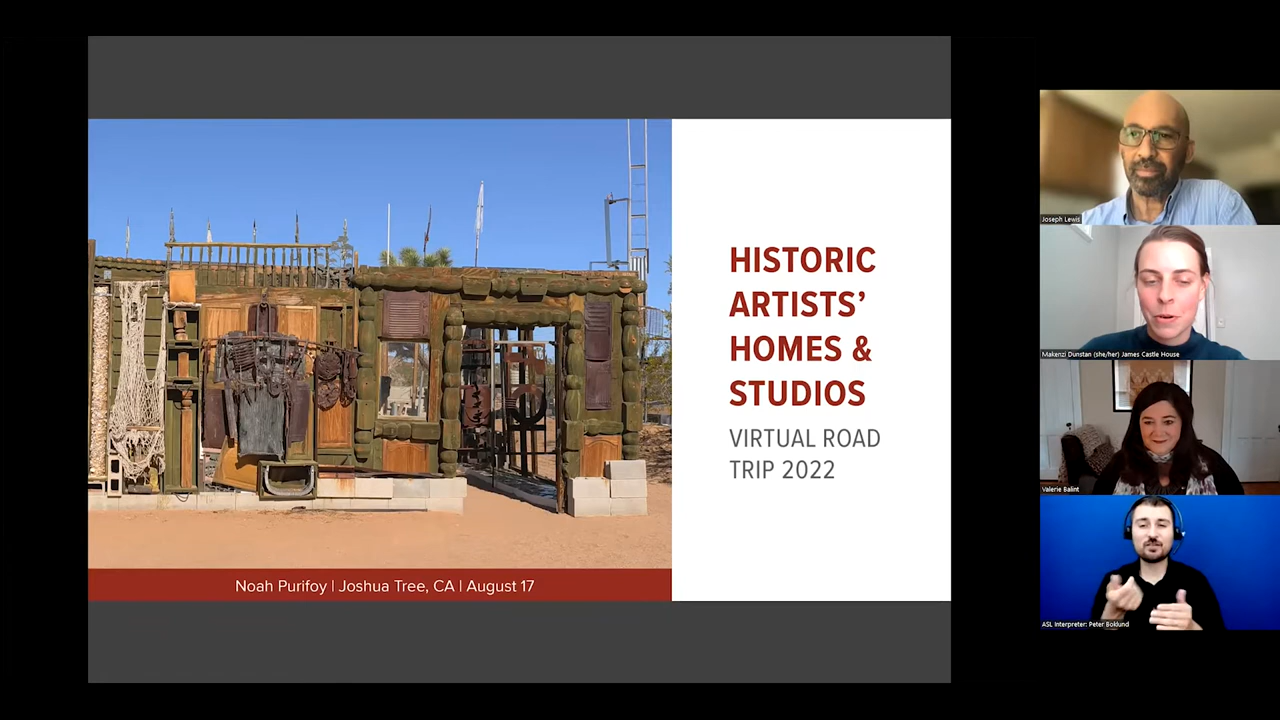 HISTORIC
ARTISTS’
HOMES &
STUDIOS
VIRTUAL ROAD
TRIP 2022
Noah Purifoy | Joshua Tree, CA | August 17
Joseph Lewis
Makenzi Dunstan (she/her) James Castle House
Valerie Balint
ASL Interpreter: Peter Boklund